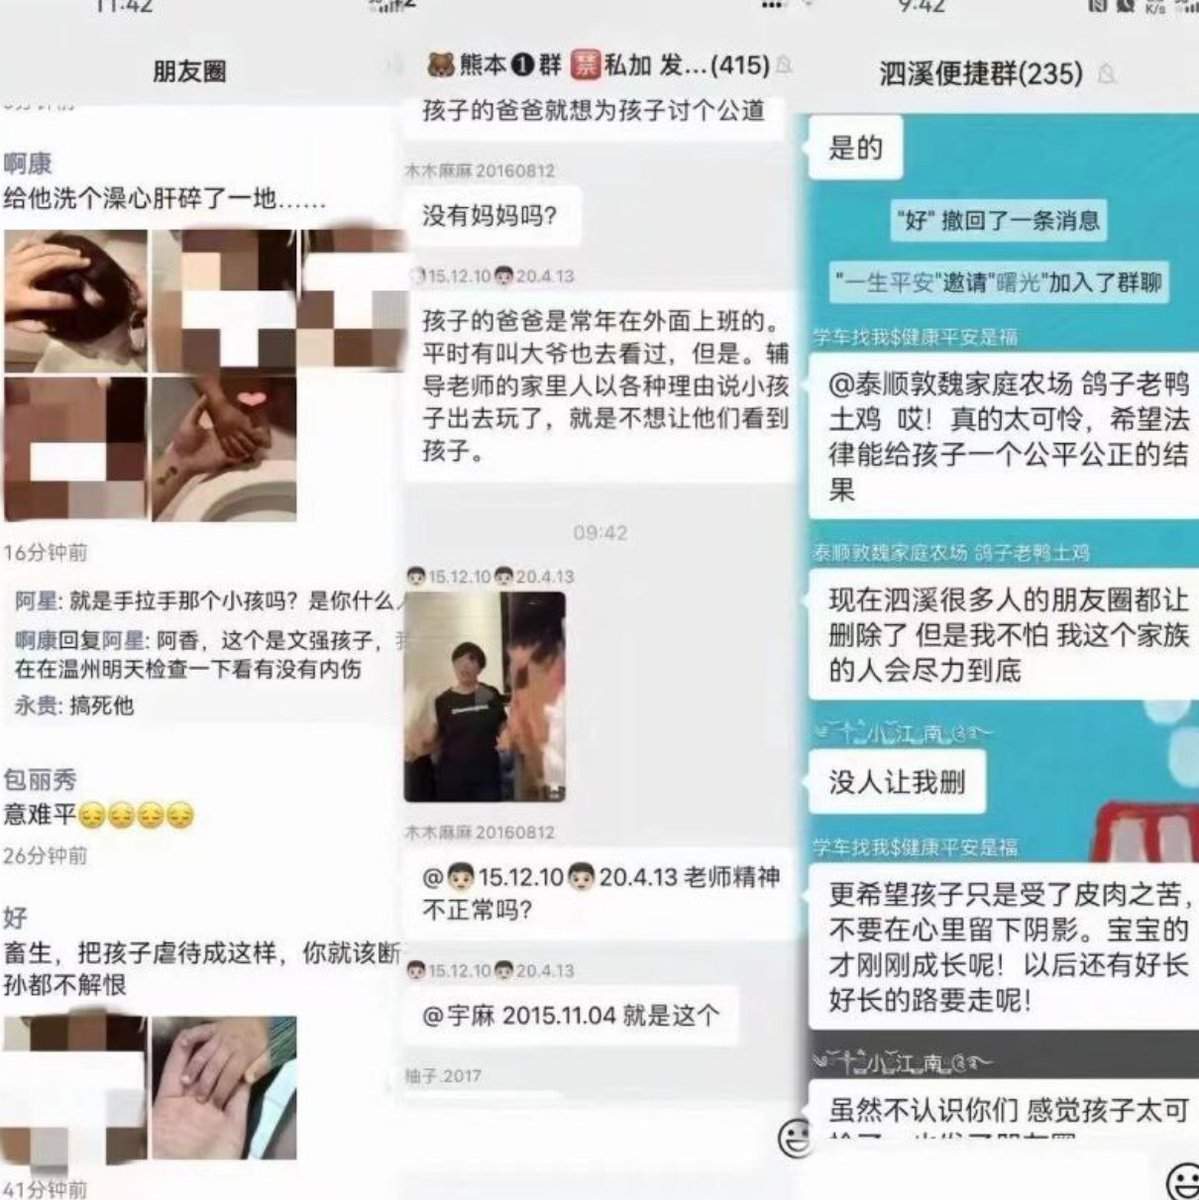 11:42
朋友圈
啊康
给他洗个澡心肝碎了一地......
16分钟前
阿星: 就是手拉手那个小孩吗？是你什么
啊康回复阿星: 阿香，这个是文强孩子，
在在温州明天检查一下看有没有内伤
永贵: 搞死他
包丽秀
意难平😔😔😔😔
26分钟前
好
畜生，把孩子虐待成这样，你就该断
孙都不解恨
41分钟前
🐻熊本❶群 禁私加 发...(415)
孩子的爸爸就想为孩子讨个公道
木木麻麻 20160812
没有妈妈吗?
15.12.10👦🏻20.4.13
孩子的爸爸是常年在外面上班的。
平时有叫大爷也去看过，但是。辅
导老师的家里人以各种理由说小孩
子出去玩了，就是不想让他们看到
孩子。
09:42
👦🏻15.12.10👦🏻20.4.13
木木麻麻 20160812
@👦🏻15.12.10👦🏻20.4.13 老师精神
不正常吗?
👦🏻15.12.10👦🏻20.4.13
@宇麻 2015.11.04 就是这个
柚子.2017
9:42
K/s
泗溪便捷群(235)
是的
"好" 撤回了一条消息
"一生平安"邀请"曙光"加入了群聊
学车找我$健康平安是福
@泰顺敦魏家庭农场 鸽子老鸭
土鸡 哎！真的太可怜，希望法
律能给孩子一个公平公正的结
果
泰顺敦魏家庭农场 鸽子老鸭土鸡
现在泗溪很多人的朋友圈都让
删除了 但是我不怕 我这个家族
的人会尽力到底
小江南
没人让我删
学车找我$健康平安是福
更希望孩子只是受了皮肉之苦，
不要在心里留下阴影。宝宝的
才刚刚成长呢！以后还有好长
好长的路要走呢！
小江南
虽然不认识你们 感觉孩子太可